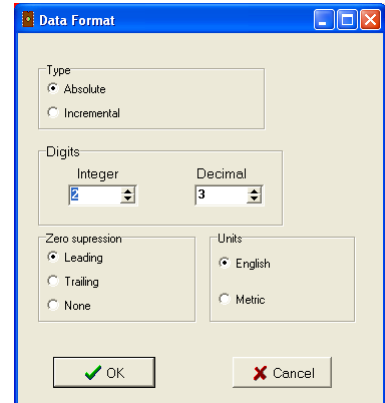 Data Format
Type
Absolute
Incremental
Digits
Integer Decimal
2 3
Zero supression Units
Leading
English
Trailing
Metric
None
OK Cancel